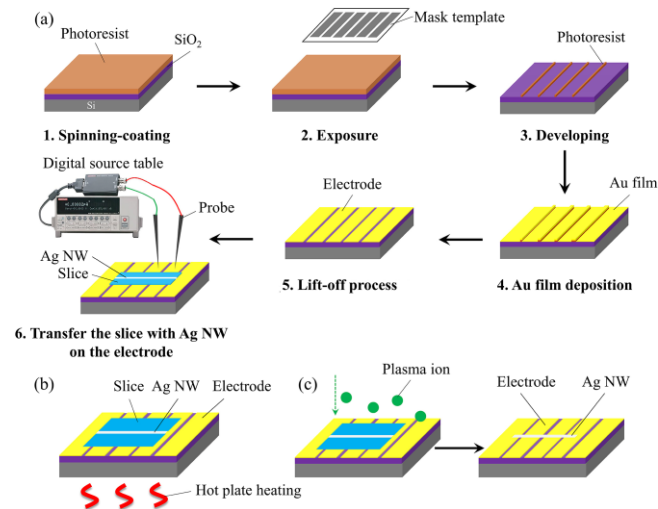 (a)
Photoresist
SiO₂
Si
1. Spinning-coating
Mask template
2. Exposure
Photoresist
3. Developing
Au film
4. Au film deposition
Electrode
5. Lift-off process
Digital source table
Probe
Ag NW
Slice
6. Transfer the slice with Ag NW
on the electrode
(b)
Slice
Ag NW
Electrode
Hot plate heating
(c)
Plasma ion
Electrode
Ag NW